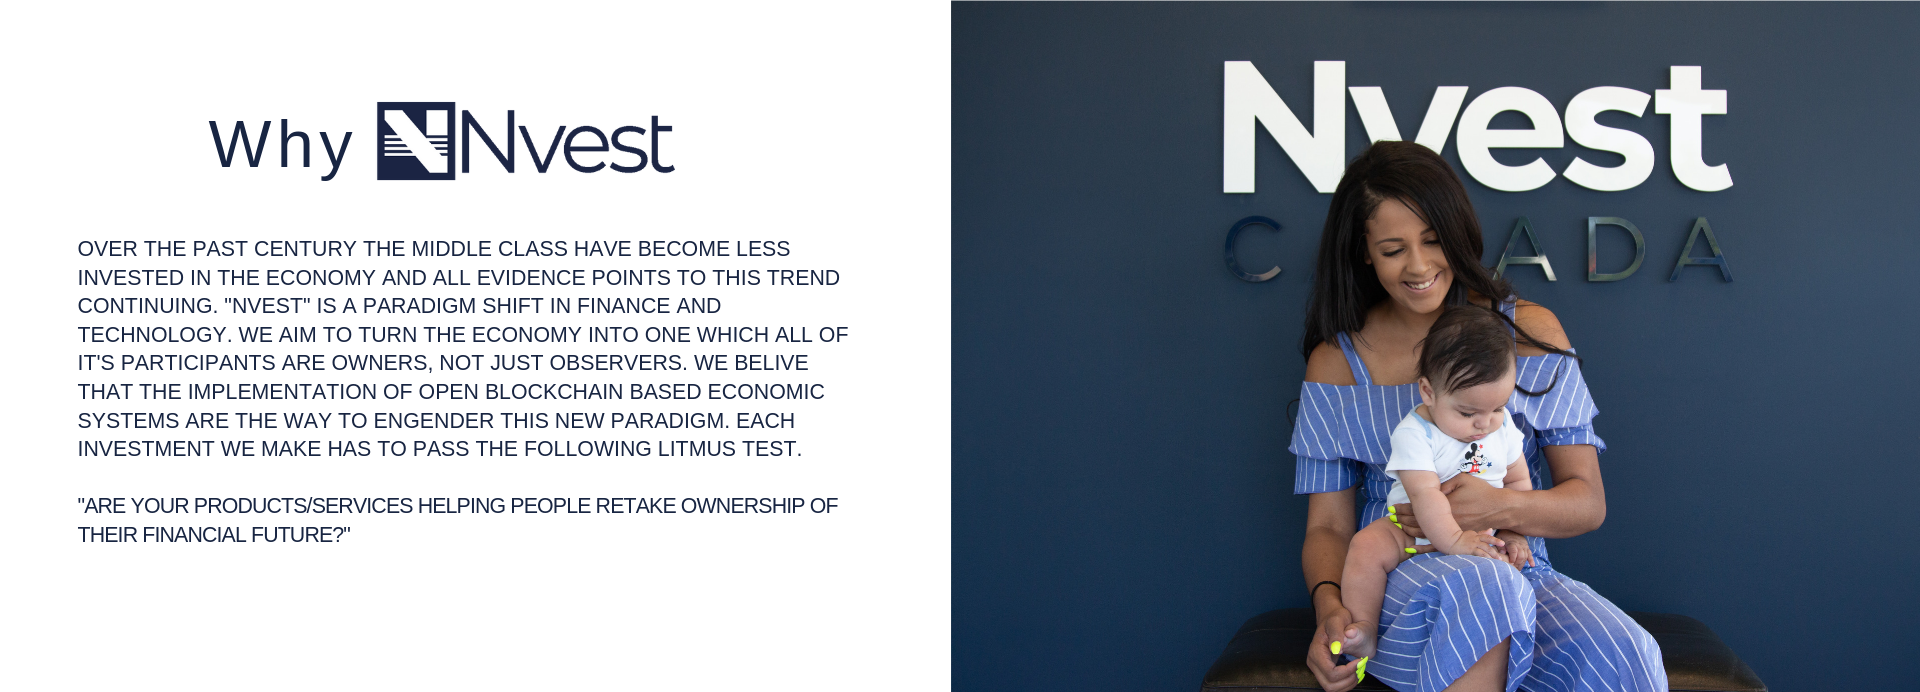 Why Nvest
OVER THE PAST CENTURY THE MIDDLE CLASS HAVE BECOME LESS
INVESTED IN THE ECONOMY AND ALL EVIDENCE POINTS TO THIS TREND
CONTINUING. "NVEST" IS A PARADIGM SHIFT IN FINANCE AND
TECHNOLOGY. WE AIM TO TURN THE ECONOMY INTO ONE WHICH ALL OF
IT'S PARTICIPANTS ARE OWNERS, NOT JUST OBSERVERS. WE BELIVE
THAT THE IMPLEMENTATION OF OPEN BLOCKCHAIN BASED ECONOMIC
SYSTEMS ARE THE WAY TO ENGENDER THIS NEW PARADIGM. EACH
INVESTMENT WE MAKE HAS TO PASS THE FOLLOWING LITMUS TEST.
"ARE YOUR PRODUCTS/SERVICES HELPING PEOPLE RETAKE OWNERSHIP OF
THEIR FINANCIAL FUTURE?"
Nvest
CANADA